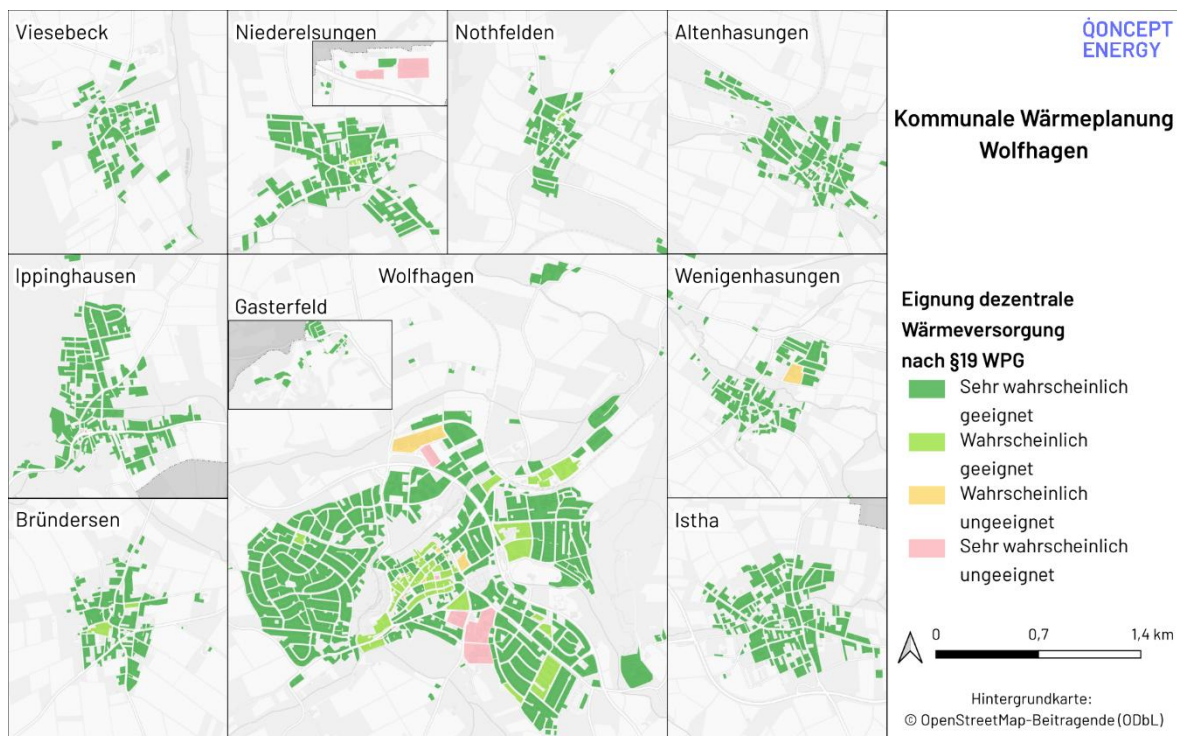 Viesebeck
Niederelsungen
Nothfelden
Altenhasungen
QONCEPT
ENERGY
Kommunale Wärmeplanung
Wolfhagen
Ippinghausen
Wolfhagen
Gasterfeld
Wenigenhasungen
Bründersen
Istha
Eignung dezentrale
Wärmeversorgung
nach §19 WPG
Sehr wahrscheinlich
geeignet
Wahrscheinlich
geeignet
Wahrscheinlich
ungeeignet
Sehr wahrscheinlich
ungeeignet
0 0,7 1,4 km
Hintergrundkarte:
© OpenStreetMap-Beitragende (ODbL)